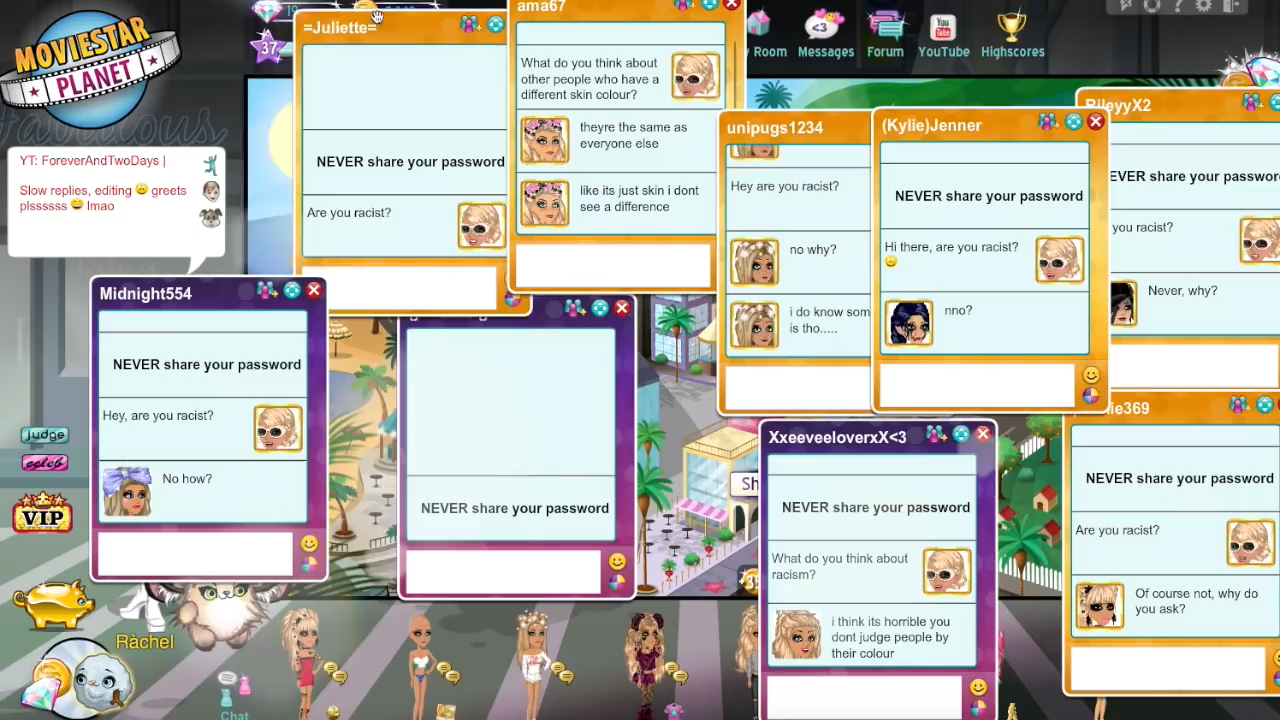 MOVIESTAR
PLANET
37
Room
Messages
Forum
YouTube
Highscores
YT: ForeverAndTwoDays |
Slow replies, editing 😀 greets
plsssss 😄 lmao
=Juliette=
NEVER share your password
Are you racist?
ama67
What do you think about
other people who have a
different skin colour?
theyre the same as
everyone else
like its just skin i dont
see a difference
unipugs1234
Hey are you racist?
no why?
i do know som
is tho.....
(Kylie)Jenner
NEVER share your password
Hi there, are you racist?
🙂
nno?
RileyyX2
EVER share your passwor
you racist?
Never, why?
Midnight554
NEVER share your password
Hey, are you racist?
No how?
NEVER share your password
XxeeveeloverxX<3
NEVER share your password
What do you think about
racism?
i think its horrible you
dont judge people by
their colour
ie369
NEVER share your password
Are you racist?
Of course not, why do
you ask?
judge
celeb
VIP
Sh
Ràchel
Chat